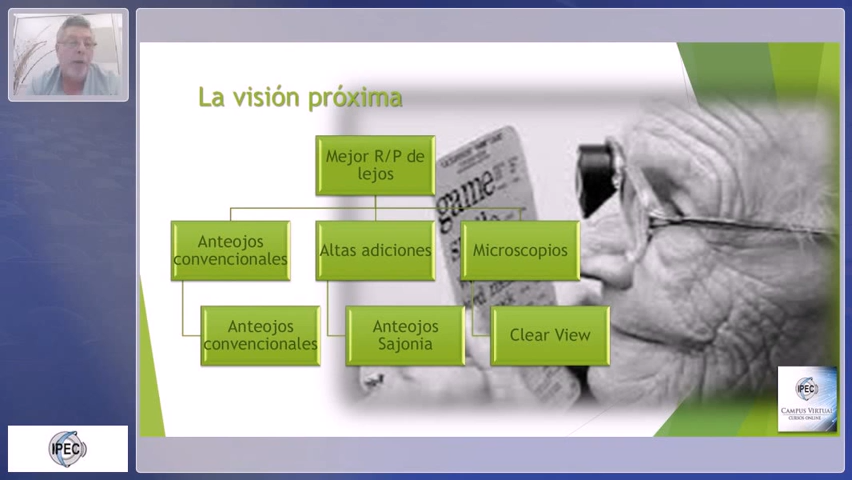 La visión próxima
Mejor R/P de
lejos
Anteojos
convencionales
Altas adiciones
Microscopios
Anteojos
convencionales
Anteojos
Sajonia
Clear View
game
IPEC
CAMPUS VIRTUAL
CURSOS ONLINE
IPEC